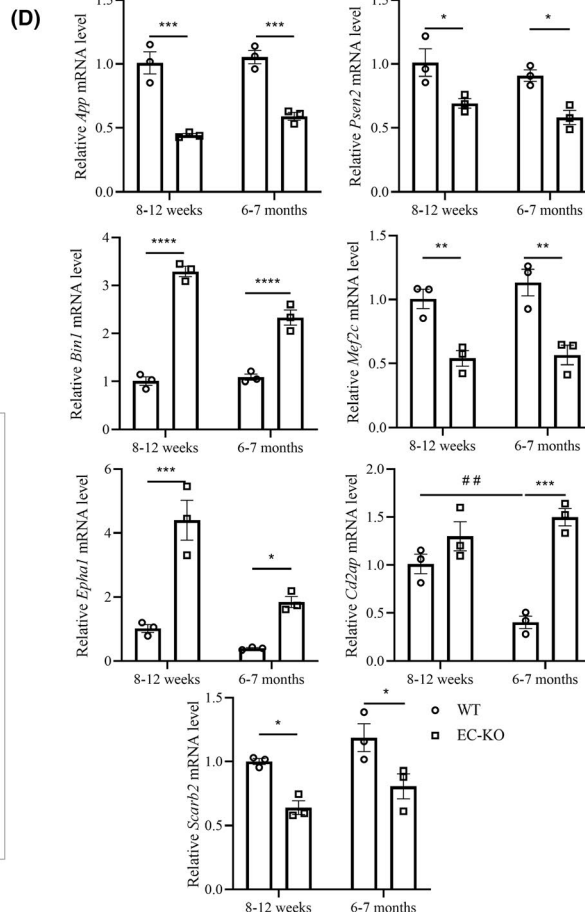 (D)
Relative App mRNA level
1.5
1.0
0.5
0.0
***
***
8-12 weeks
6-7 months
Relative Psen2 mRNA level
1.5
1.0
0.5
0.0
*
*
8-12 weeks
6-7 months
Relative Bin1 mRNA level
4
3
2
1
0
****
****
8-12 weeks
6-7 months
Relative Mef2c mRNA level
1.5
1.0
0.5
0.0
**
**
8-12 weeks
6-7 months
Relative Epha1 mRNA level
6
4
2
0
***
*
8-12 weeks
6-7 months
Relative Cd2ap mRNA level
2.0
1.5
1.0
0.5
0.0
# #
***
8-12 weeks
6-7 months
Relative Scarb2 mRNA level
1.5
1.0
0.5
0.0
*
*
8-12 weeks
6-7 months
WT
EC-KO